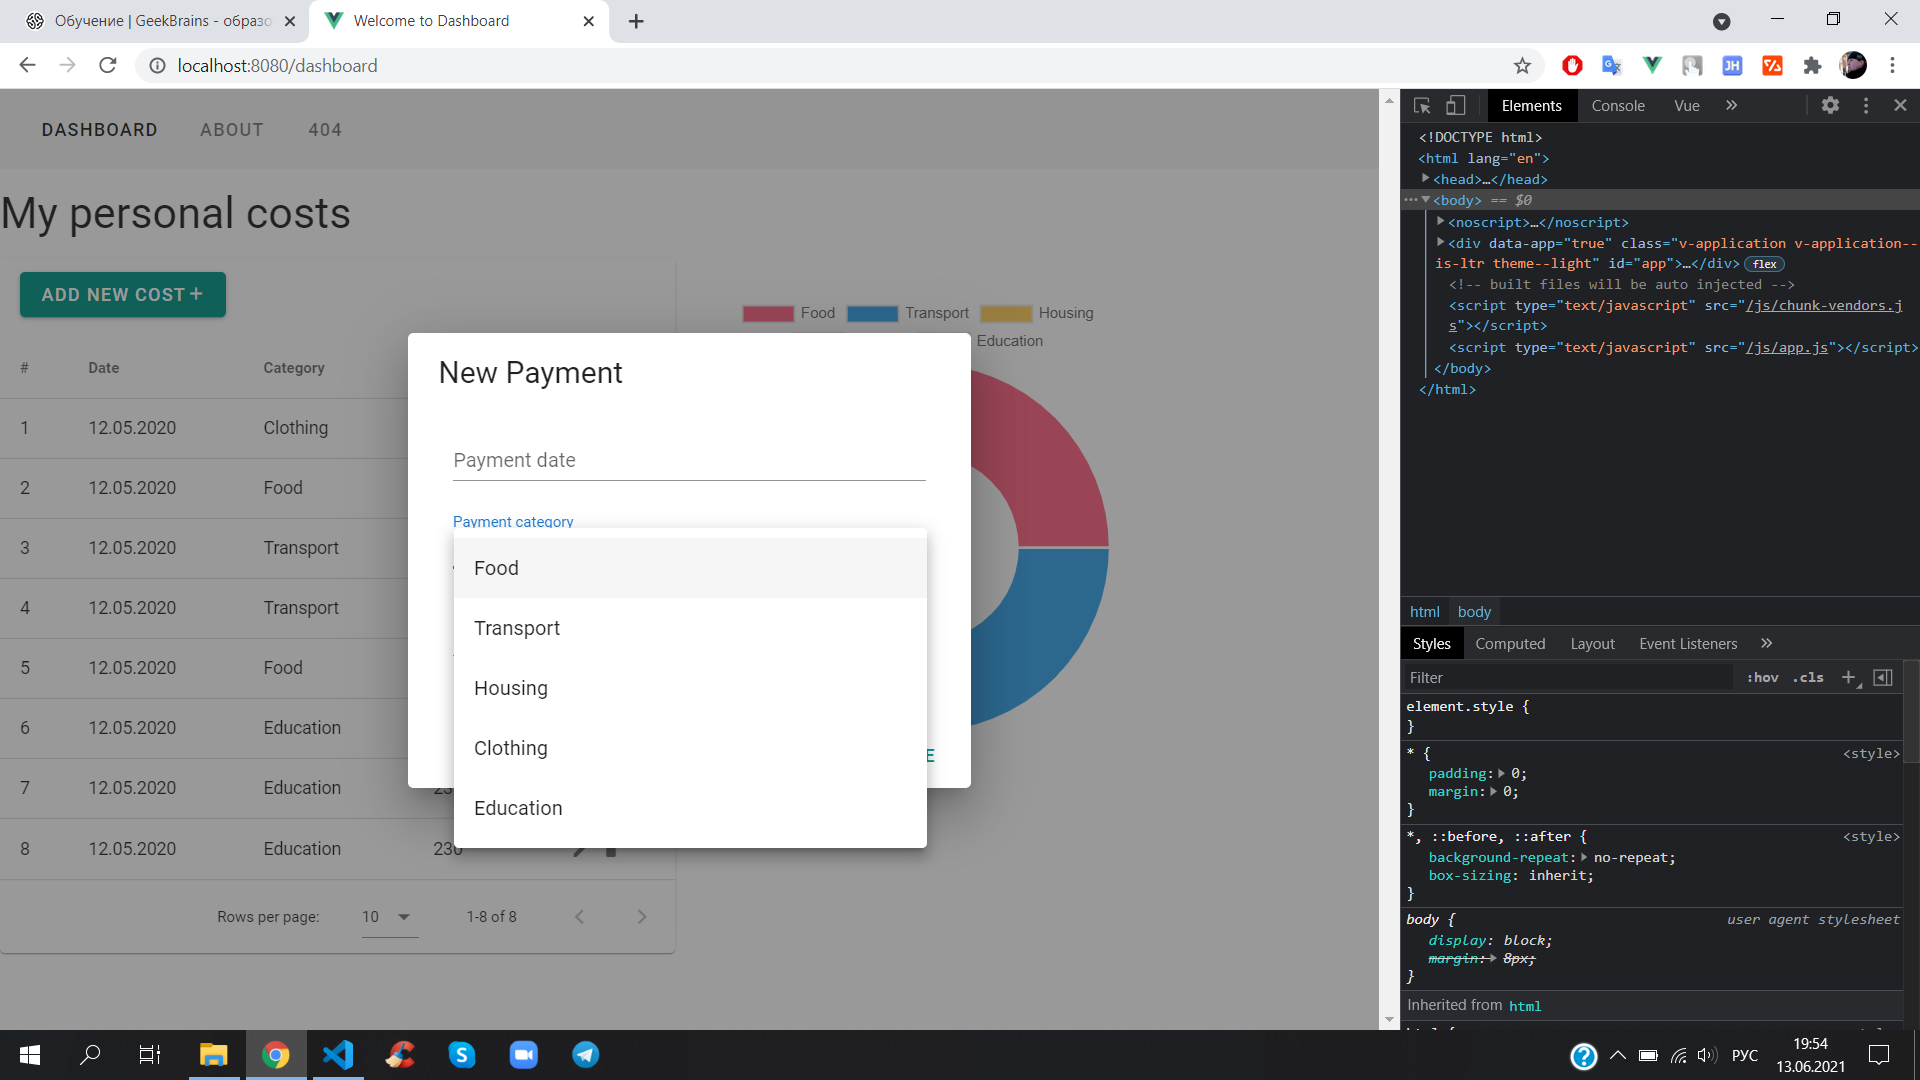 Обучение | GeekBrains - образо
Welcome to Dashboard
localhost:8080/dashboard
DASHBOARD
ABOUT
404
My personal costs
ADD NEW COST +
Food
Transport
Housing
Education
# Date Category
1 12.05.2020 Clothing
2 12.05.2020 Food
3 12.05.2020 Transport
4 12.05.2020 Transport
5 12.05.2020 Food
6 12.05.2020 Education
7 12.05.2020 Education
8 12.05.2020 Education 230
Rows per page: 10 1-8 of 8
New Payment
Payment date
Payment category
Food
Transport
Housing
Clothing
Education
E
Elements Console Vue »
<!DOCTYPE html>
<html lang="en">
<head>…</head>
<body> == $0
<noscript>…</noscript>
<div data-app="true" class="v-application v-application--
is-ltr theme--light" id="app">…</div> flex
<!-- built files will be auto injected -->
<script type="text/javascript" src="/js/chunk-vendors.j
s"></script>
<script type="text/javascript" src="/js/app.js"></script>
</body>
</html>
html body
Styles Computed Layout Event Listeners »
Filter :hov .cls +
element.style {
}
* { <style>
padding: 0;
margin: 0;
}
*, ::before, ::after { <style>
background-repeat: no-repeat;
box-sizing: inherit;
}
body { user agent stylesheet
display: block;
margin: 8px;
}
Inherited from html
JH
РУС
19:54
13.06.2021